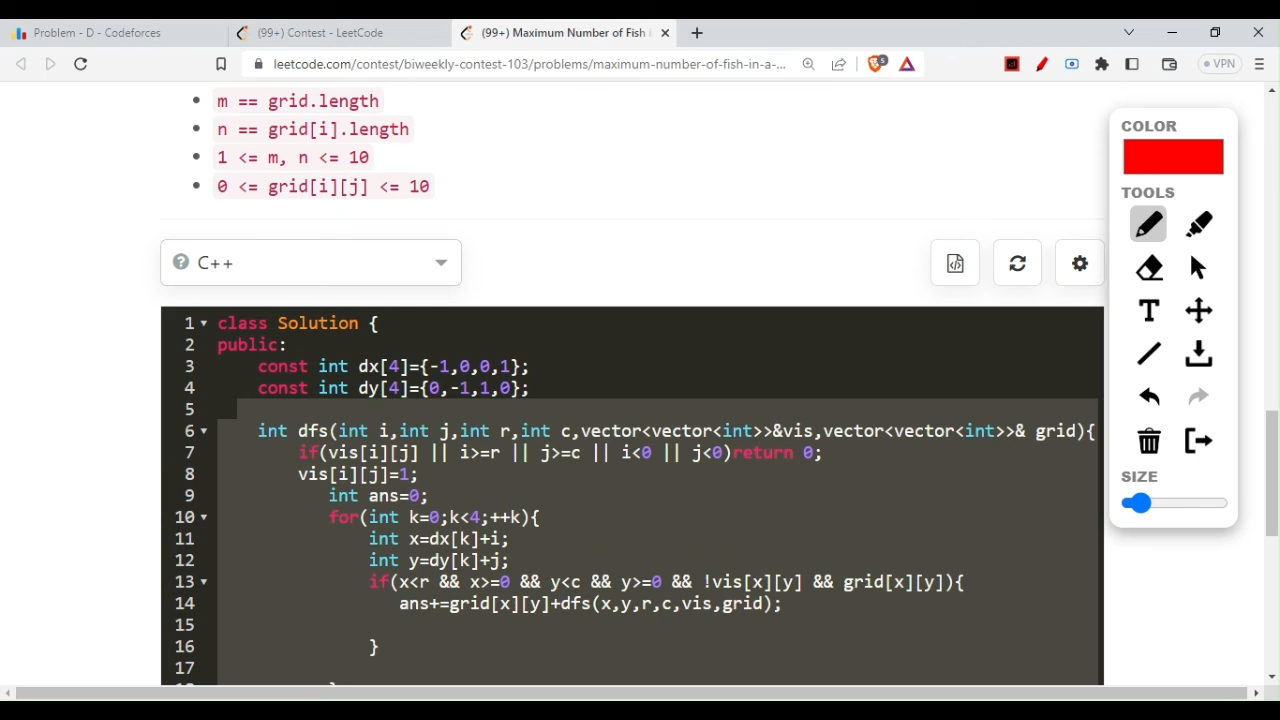 Problem - D - Codeforces
(99+) Contest - LeetCode
(99+) Maximum Number of Fish i
leetcode.com/contest/biweekly-contest-103/problems/maximum-number-of-fish-in-a-...
5
VPN
m == grid.length
n == grid[i].length
1 <= m, n <= 10
0 <= grid[i][j] <= 10
C++
1 class Solution {
2 public:
3 const int dx[4]={-1,0,0,1};
4 const int dy[4]={0,-1,1,0};
5
6 int dfs(int i,int j,int r,int c,vector<vector<int>>&vis,vector<vector<int>>& grid){
7 if(vis[i][j] || i>=r || j>=c || i<0 || j<0)return 0;
8 vis[i][j]=1;
9 int ans=0;
10 for(int k=0;k<4;++k){
11 int x=dx[k]+i;
12 int y=dy[k]+j;
13 if(x<r && x>=0 && y<c && y>=0 && !vis[x][y] && grid[x][y]){
14 ans+=grid[x][y]+dfs(x,y,r,c,vis,grid);
15
16 }
17
COLOR
TOOLS
SIZE